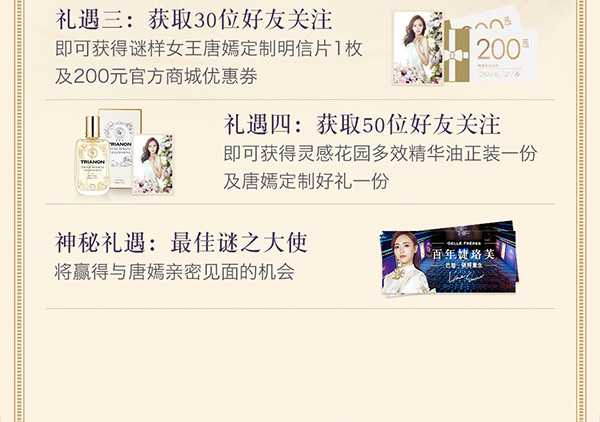 礼遇三：获取30位好友关注
即可获得谜样女王唐嫣定制明信片1枚
及200元官方商城优惠券
200元
2016/2/6
礼遇四：获取50位好友关注
即可获得灵感花园多效精华油正装一份
及唐嫣定制好礼一份
TRIANON
神秘礼遇：最佳谜之大使
将赢得与唐嫣亲密见面的机会
GELLÉ FRÈRES
百年婕珞芙